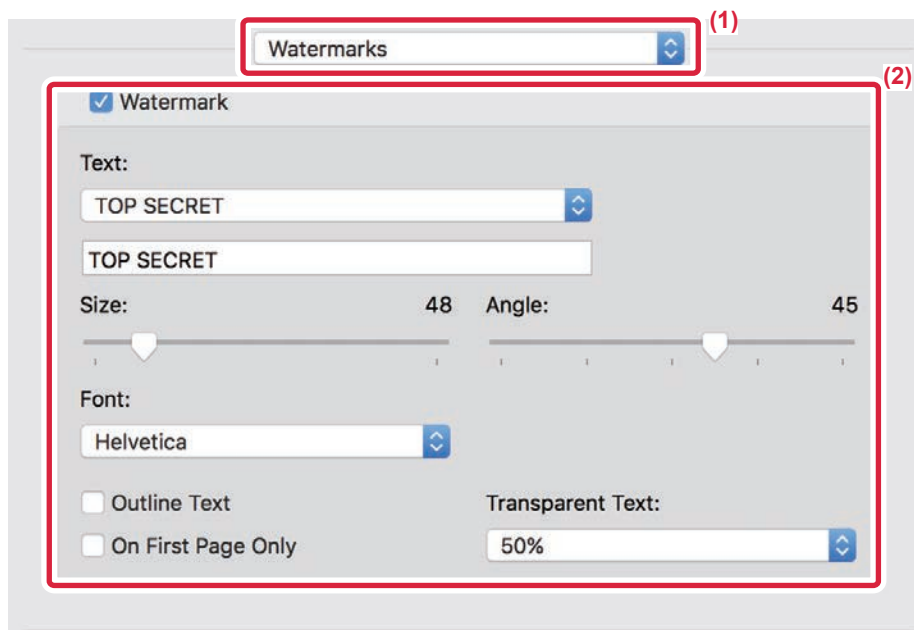 (1)
Watermarks
(2)
Watermark
Text:
TOP SECRET
TOP SECRET
Size: 48 Angle: 45
Font:
Helvetica
Outline Text Transparent Text:
On First Page Only 50%